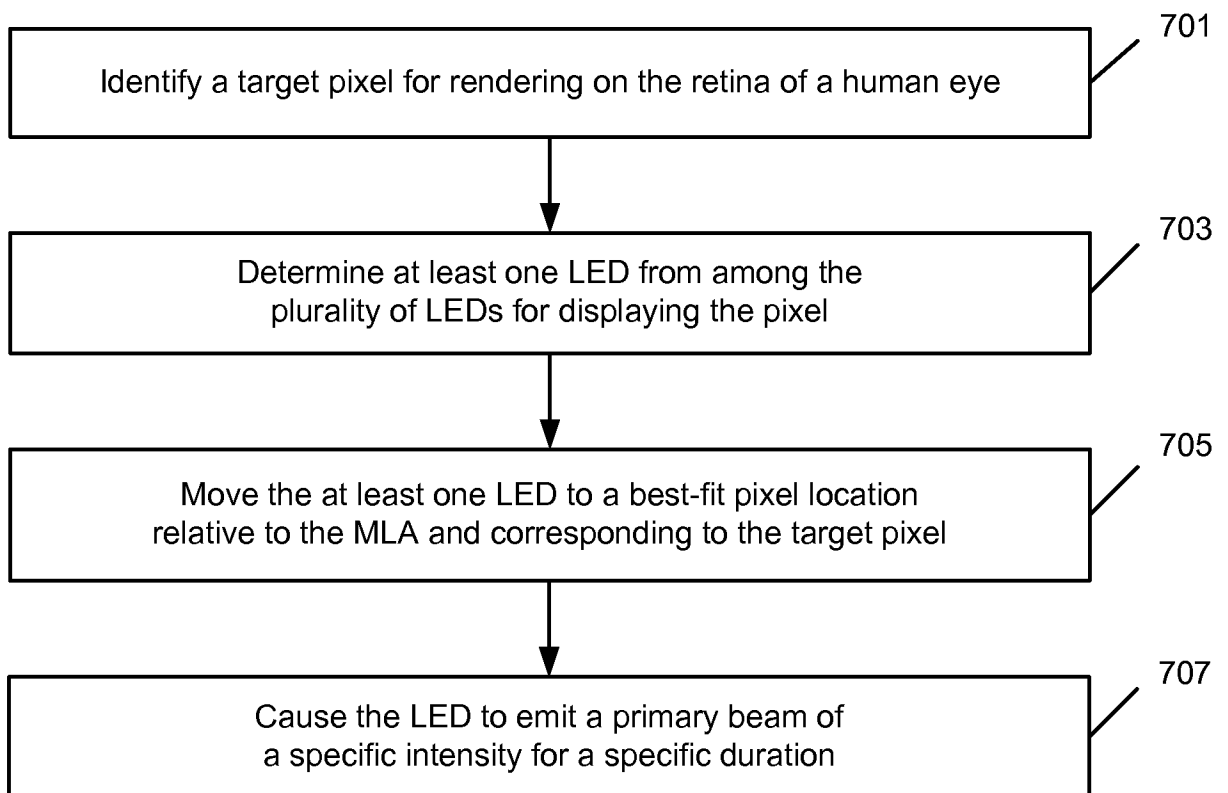 701
Identify a target pixel for rendering on the retina of a human eye
703
Determine at least one LED from among the
plurality of LEDs for displaying the pixel
705
Move the at least one LED to a best-fit pixel location
relative to the MLA and corresponding to the target pixel
707
Cause the LED to emit a primary beam of
a specific intensity for a specific duration